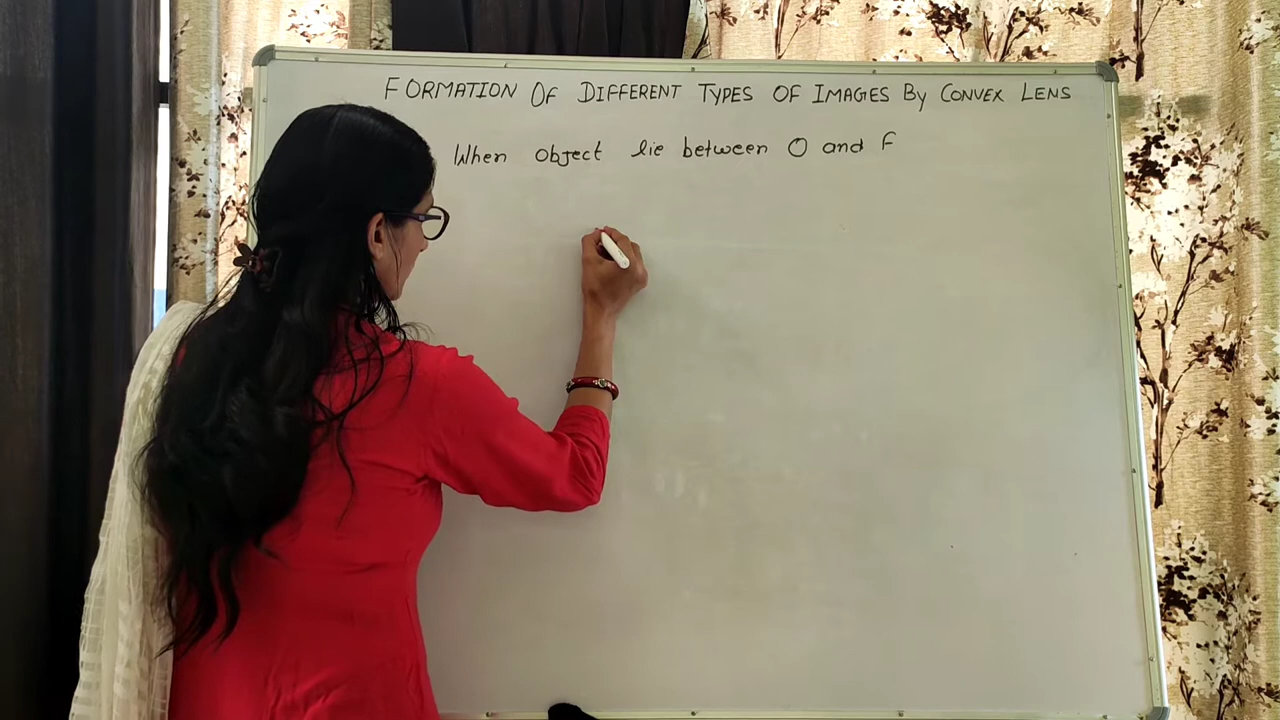 FORMATION OF DIFFERENT TYPES OF IMAGES BY CONVEX LENS
When object lie between O and F